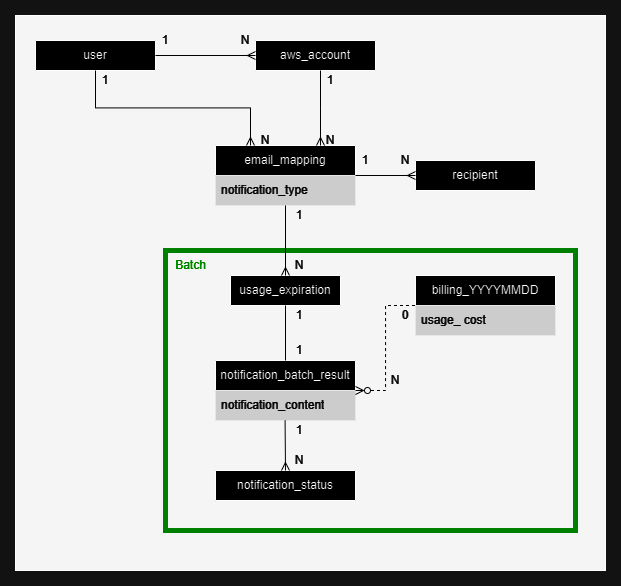 1
N
user
aws_account
1
1
N
N
email_mapping
1
N
notification_type
recipient
1
Batch
N
usage_expiration
billing_YYYYMMDD
1
0
usage_ cost
1
notification_batch_result
N
notification_content
1
N
notification_status